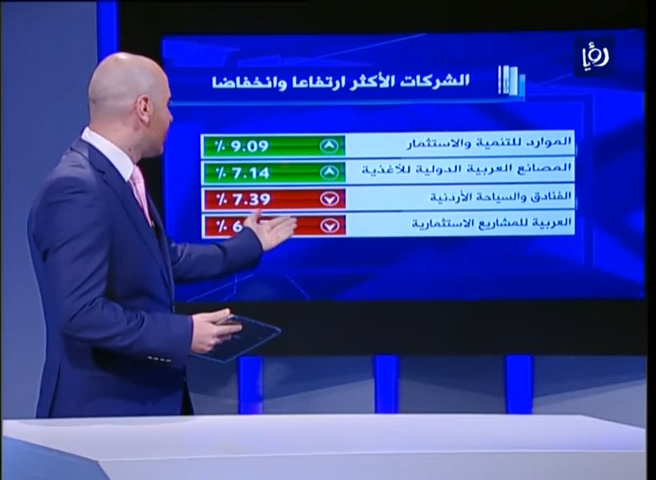 رؤيا
الشركات الأكثر ارتفاعا وانخفاضا
الموارد للتنمية والاستثمار 9.09 %
المصانع العربية الدولية للأغذية 7.14 %
الفنادق والسياحة الأردنية 7.39 %
العربية للمشاريع الاستثمارية %